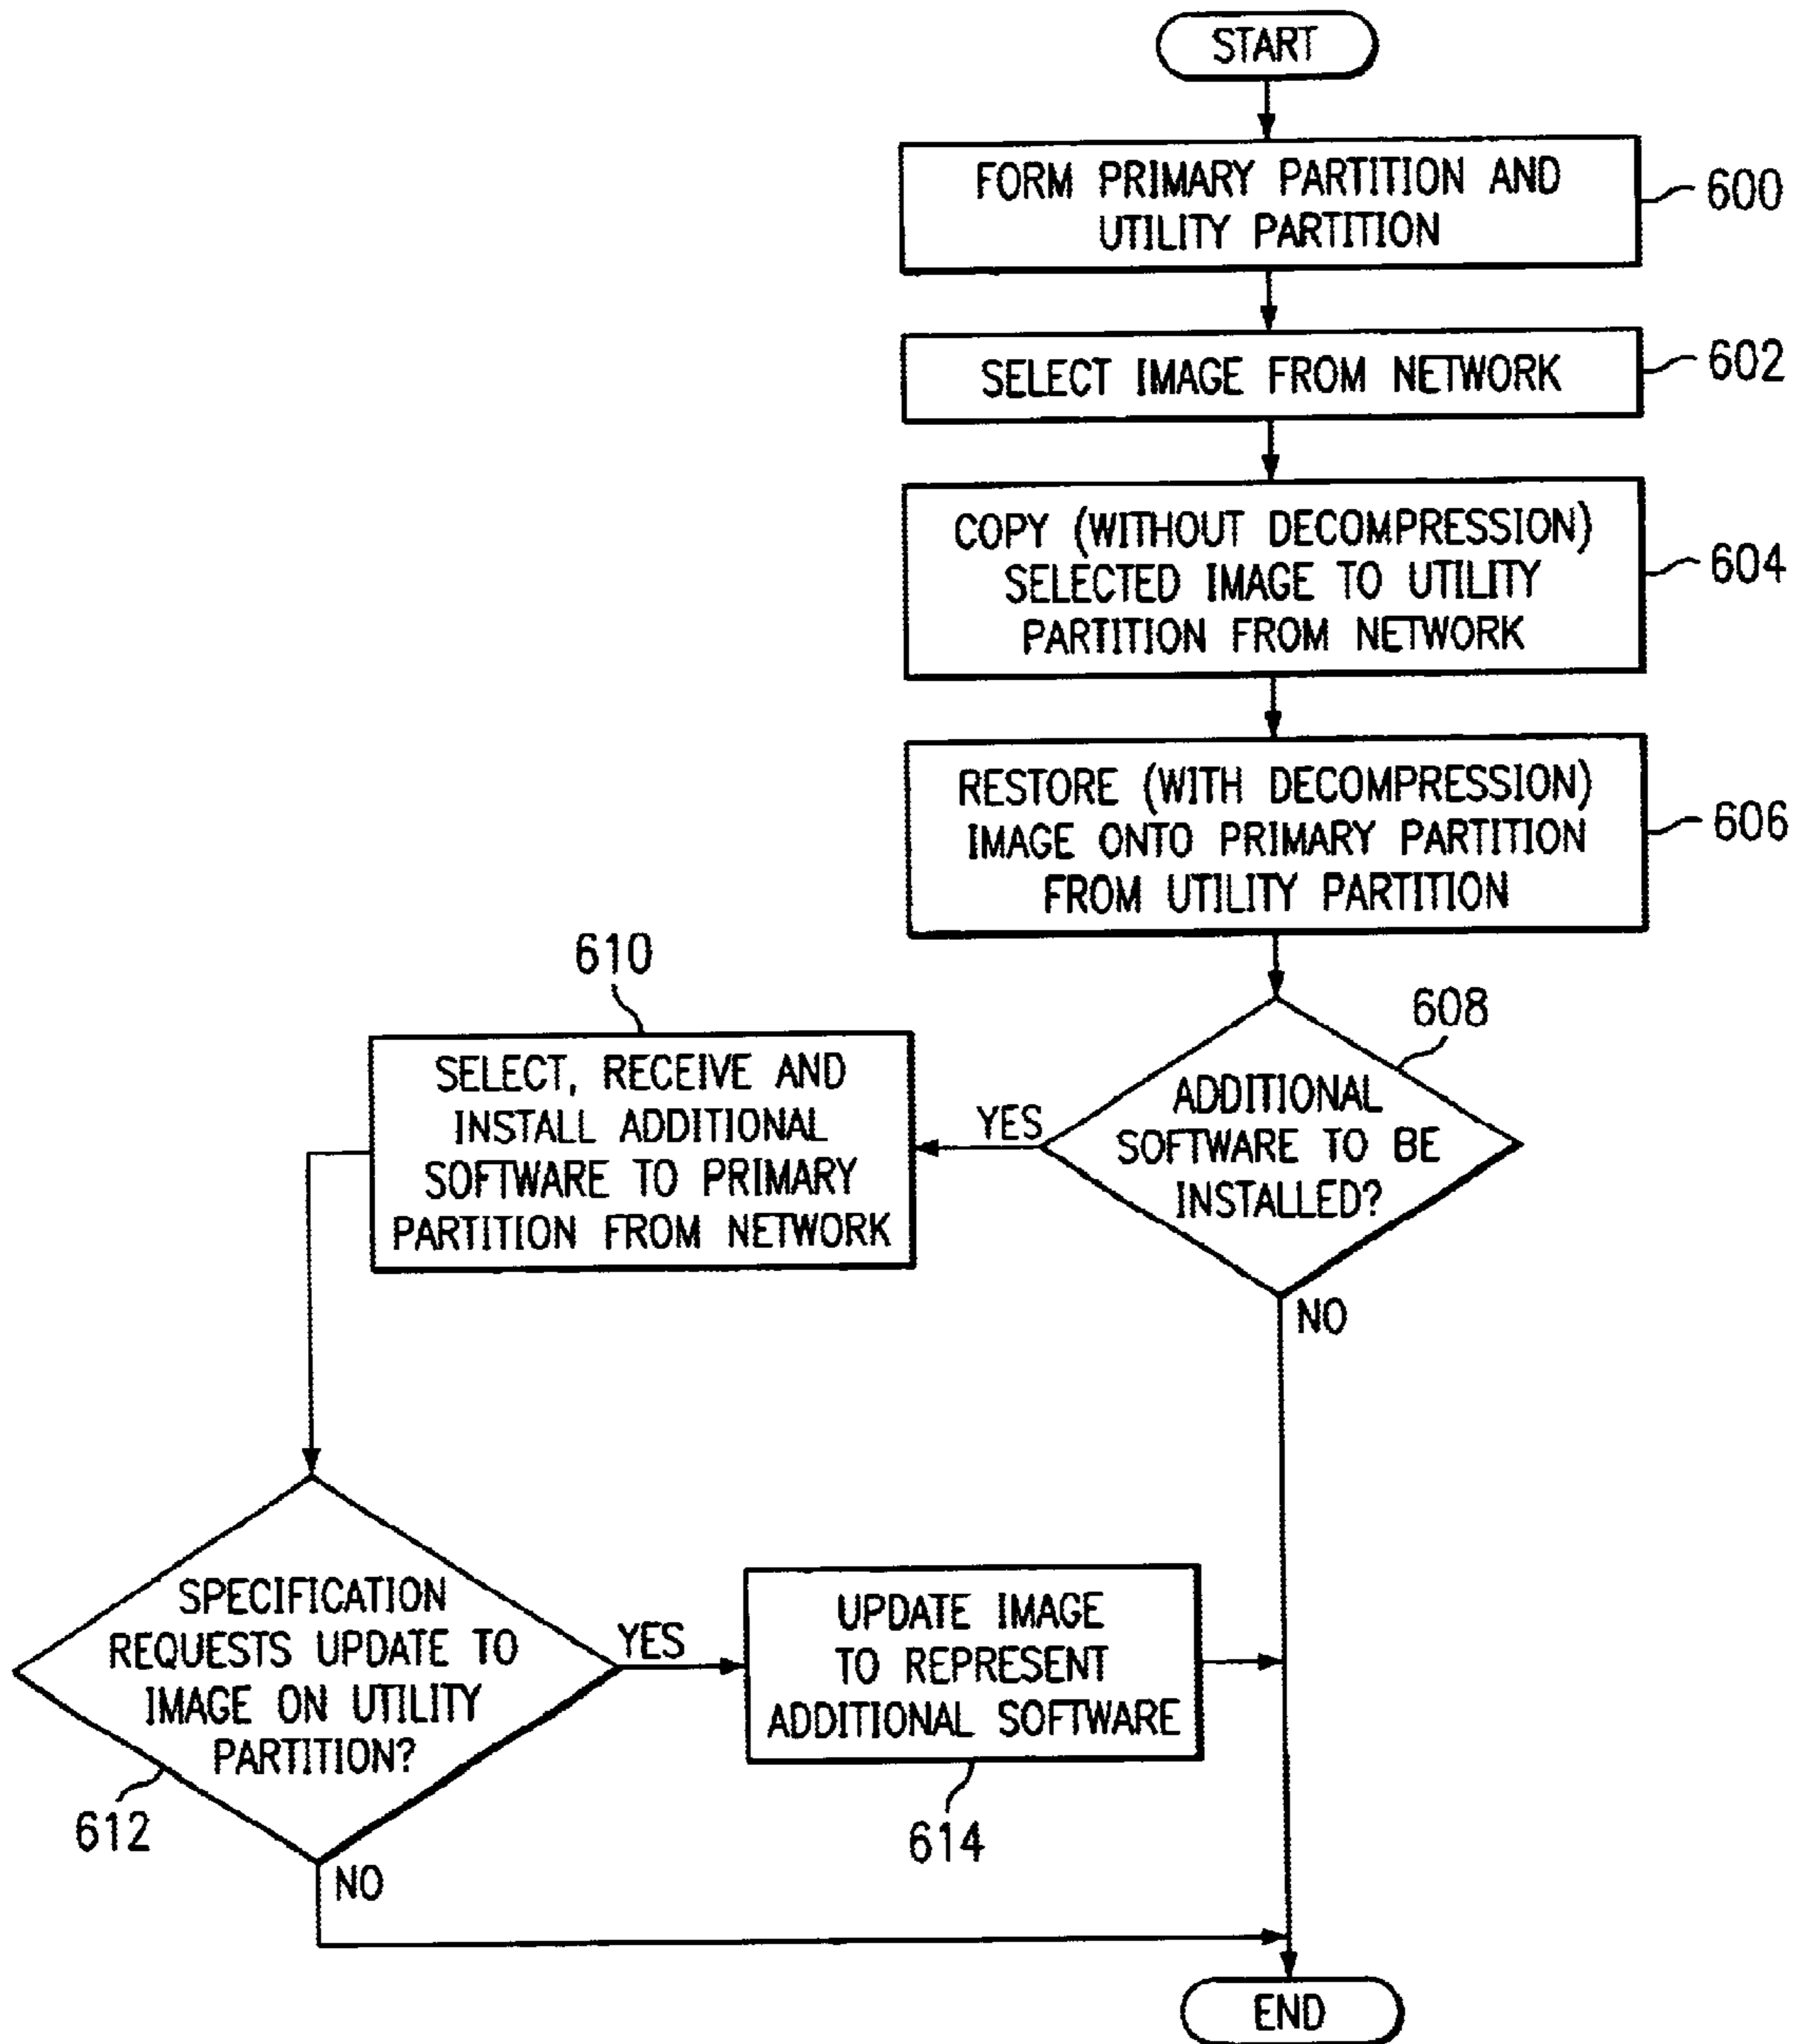 START
FORM PRIMARY PARTITION AND
UTILITY PARTITION
600
SELECT IMAGE FROM NETWORK
602
COPY (WITHOUT DECOMPRESSION)
SELECTED IMAGE TO UTILITY
PARTITION FROM NETWORK
604
RESTORE (WITH DECOMPRESSION)
IMAGE ONTO PRIMARY PARTITION
FROM UTILITY PARTITION
606
608
ADDITIONAL
SOFTWARE TO BE
INSTALLED?
YES
NO
610
SELECT, RECEIVE AND
INSTALL ADDITIONAL
SOFTWARE TO PRIMARY
PARTITION FROM NETWORK
SPECIFICATION
REQUESTS UPDATE TO
IMAGE ON UTILITY
PARTITION?
612
YES
NO
UPDATE IMAGE
TO REPRESENT
ADDITIONAL SOFTWARE
614
END